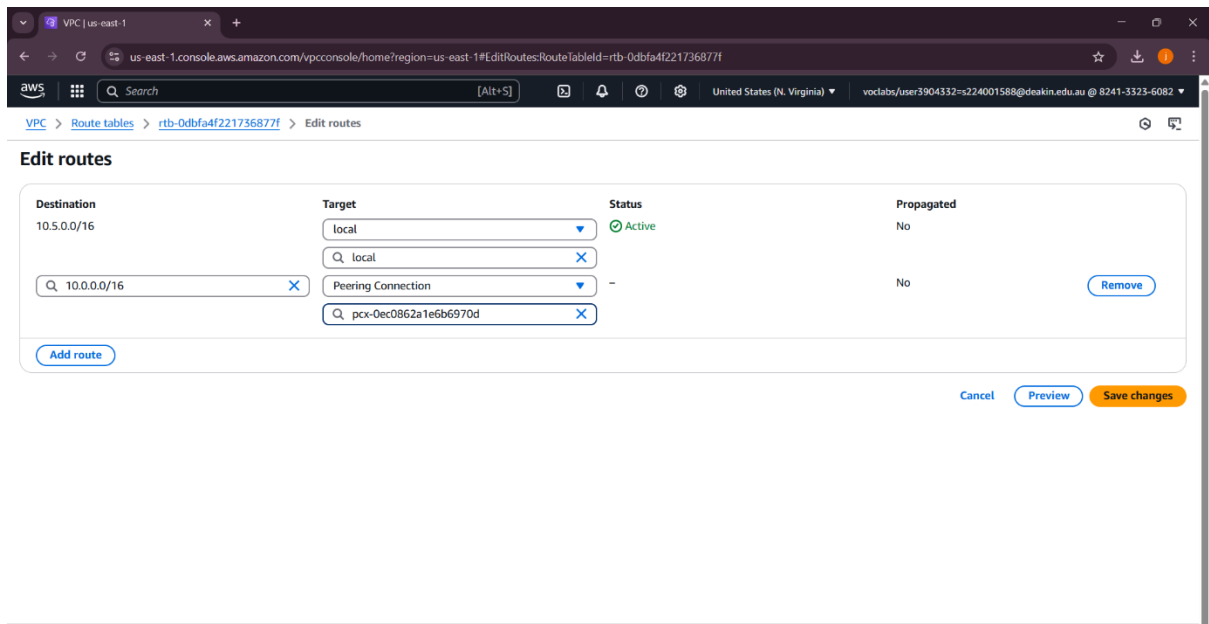 VPC | us-east-1
us-east-1.console.aws.amazon.com/vpcconsole/home?region=us-east-1#EditRoutes:RouteTableId=rtb-0dbfa4f221736877f
aws Search [Alt+S] United States (N. Virginia) voclabs/user3904332=s224001588@deakin.edu.au @ 8241-3323-6082
VPC > Route tables > rtb-0dbfa4f221736877f > Edit routes
Edit routes
Destination Target Status Propagated
10.5.0.0/16 local Active No
local
10.0.0.0/16 Peering Connection – No Remove
pcx-0ec0862a1e6b6970d
Add route
Cancel Preview Save changes